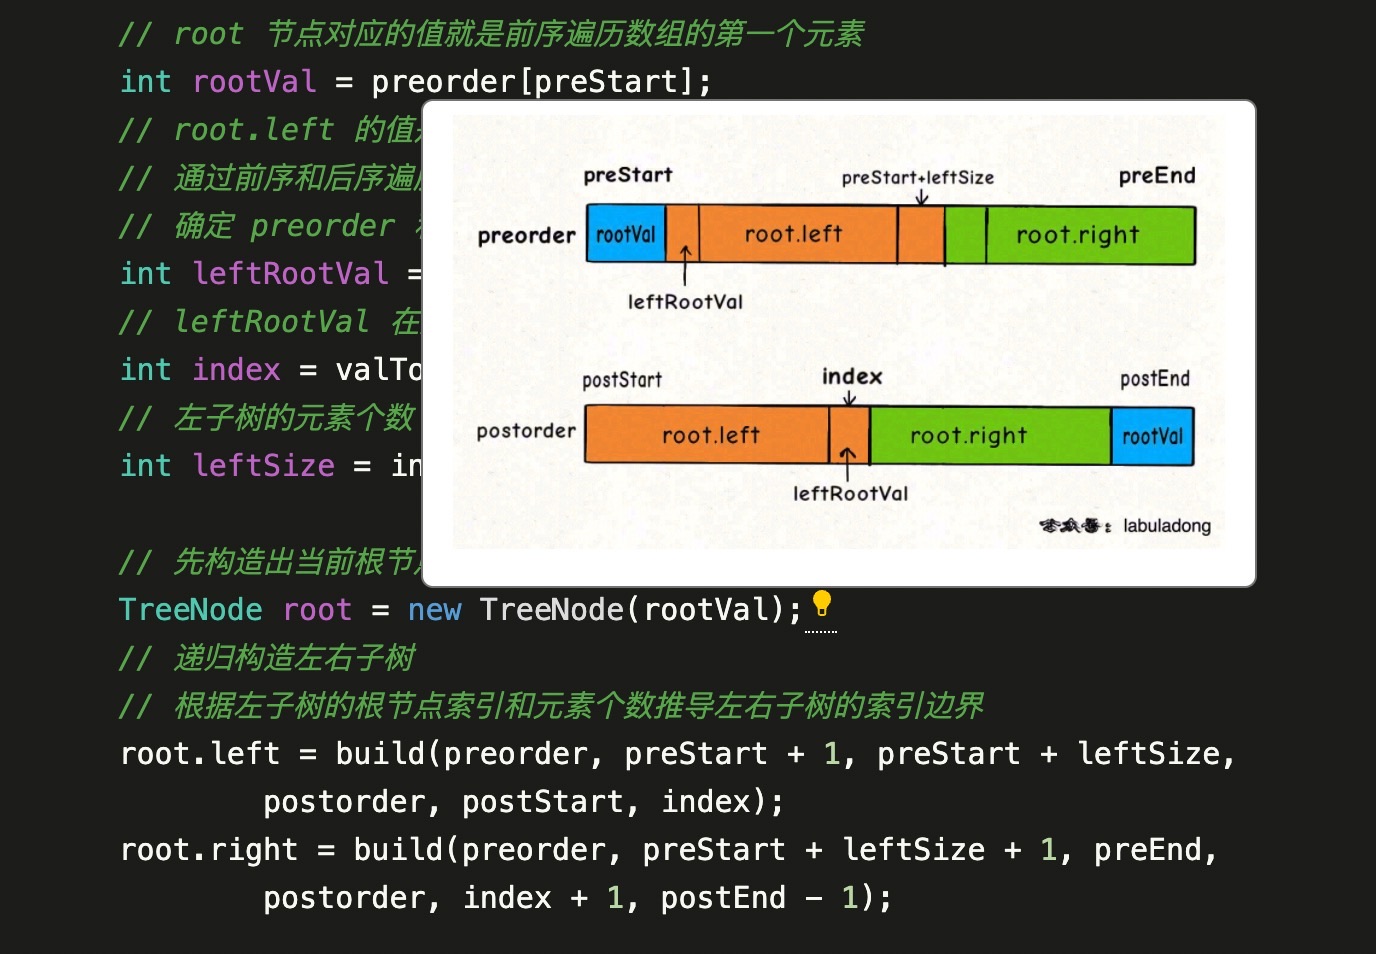 // root 节点对应的值就是前序遍历数组的第一个元素
int rootVal = preorder[preStart];
// root.left 的值
// 通过前序和后序遍
// 确定 preorder
int leftRootVal =
// leftRootVal 在
int index = valTo
// 左子树的元素个数
int leftSize = in
preStart
preStart+leftSize
preEnd
preorder
rootVal
root.left
root.right
leftRootVal
postStart
index
postEnd
postorder
root.left
root.right
rootVal
leftRootVal
labuladong
// 先构造出当前根节
TreeNode root = new TreeNode(rootVal);
// 递归构造左右子树
// 根据左子树的根节点索引和元素个数推导左右子树的索引边界
root.left = build(preorder, preStart + 1, preStart + leftSize,
postorder, postStart, index);
root.right = build(preorder, preStart + leftSize + 1, preEnd,
postorder, index + 1, postEnd - 1);